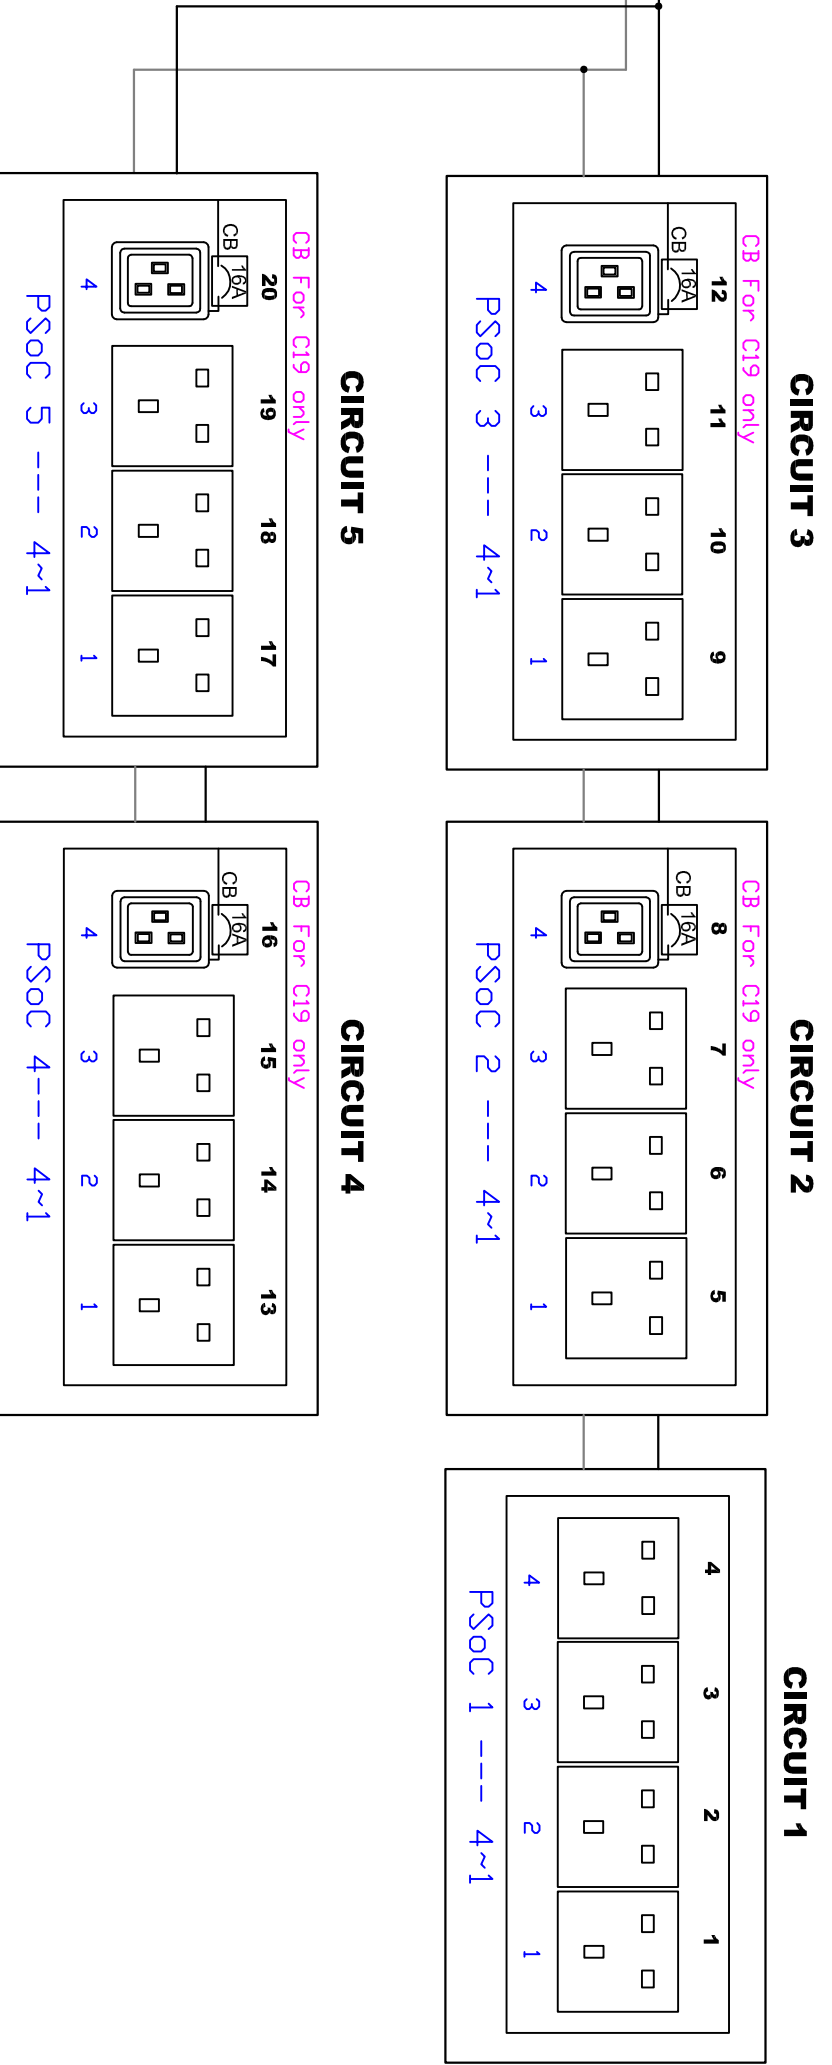 CIRCUIT 3
CB For C19 only
12 11 10 9
CB 16A
4 3 2 1
PSoC 3 --- 4~1
CIRCUIT 2
CB For C19 only
8 7 6 5
CB 16A
4 3 2 1
PSoC 2 --- 4~1
CIRCUIT 1
4 3 2 1
4 3 2 1
PSoC 1 --- 4~1
CIRCUIT 5
CB For C19 only
20 19 18 17
CB 16A
4 3 2 1
PSoC 5 --- 4~1
CIRCUIT 4
CB For C19 only
16 15 14 13
CB 16A
4 3 2 1
PSoC 4--- 4~1